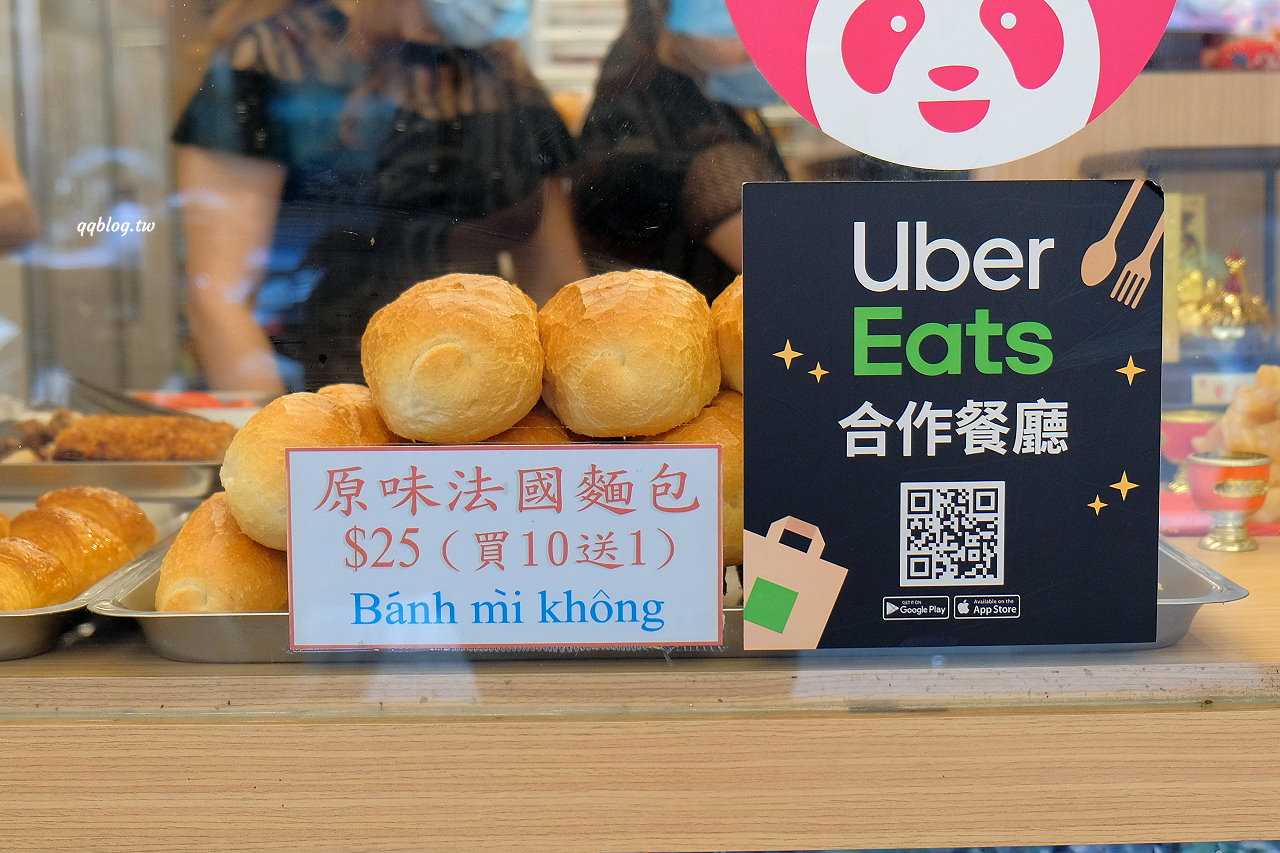 qqblog.tw
原味法國麵包
$25（買10送1）
Bánh mì không
Uber
Eats
合作餐廳
GET IT ON
Google Play
Available on the
App Store